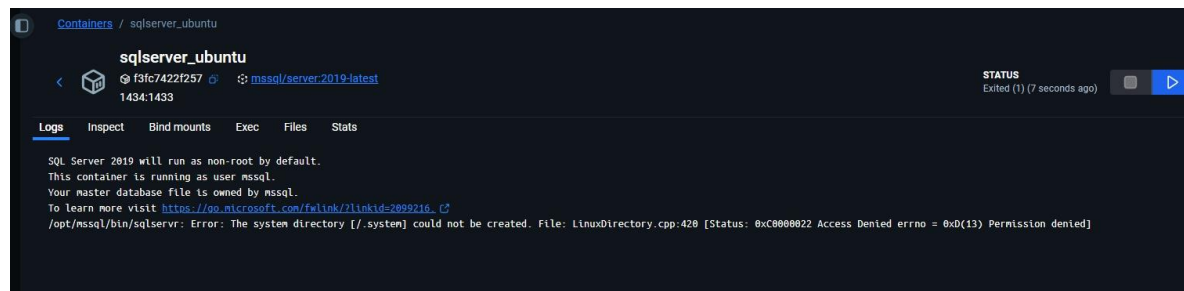 Containers / sqlserver_ubuntu
sqlserver_ubuntu
f3fc7422f257 mssql/server:2019-latest
1434:1433
STATUS
Exited (1) (7 seconds ago)
Logs Inspect Bind mounts Exec Files Stats
SQL Server 2019 will run as non-root by default.
This container is running as user mssql.
Your master database file is owned by mssql.
To learn more visit https://go.microsoft.com/fwlink/?linkid=2099216.
/opt/mssql/bin/sqlservr: Error: The system directory [/.system] could not be created. File: LinuxDirectory.cpp:420 [Status: 0xC0000022 Access Denied errno = 0xD(13) Permission denied]